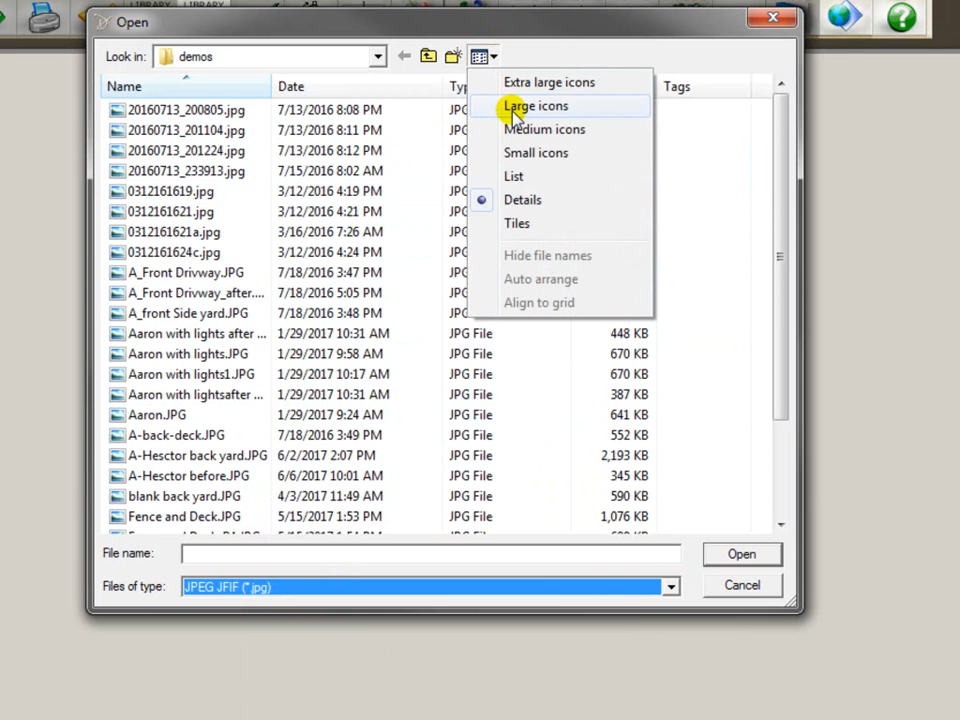 LIBRARY LIBRARY
Open
Look in: demos
Name Date Typ Tags
Extra large icons
Large icons
Medium icons
Small icons
List
Details
Tiles
Hide file names
Auto arrange
Align to grid
20160713_200805.jpg 7/13/2016 8:08 PM JPG
20160713_201104.jpg 7/13/2016 8:11 PM JPG
20160713_201224.jpg 7/13/2016 8:12 PM JPG
20160713_233913.jpg 7/15/2016 8:02 AM JPG
0312161619.jpg 3/12/2016 4:19 PM JPG
0312161621.jpg 3/12/2016 4:21 PM JPG
0312161621a.jpg 3/16/2016 7:26 AM JPG
0312161624c.jpg 3/12/2016 4:24 PM JPG
A_Front Drivway.JPG 7/18/2016 3:47 PM JPG
A_Front Drivway_after.... 7/18/2016 5:05 PM JPG
A_front Side yard.JPG 7/18/2016 3:48 PM JPG
Aaron with lights after ... 1/29/2017 10:31 AM JPG File 448 KB
Aaron with lights.JPG 1/29/2017 9:58 AM JPG File 670 KB
Aaron with lights1.JPG 1/29/2017 10:17 AM JPG File 670 KB
Aaron with lightsafter ... 1/29/2017 10:31 AM JPG File 387 KB
Aaron.JPG 1/29/2017 9:24 AM JPG File 641 KB
A-back-deck.JPG 7/18/2016 3:49 PM JPG File 552 KB
A-Hesctor back yard.JPG 6/2/2017 2:07 PM JPG File 2,193 KB
A-Hesctor before.JPG 6/6/2017 10:01 AM JPG File 345 KB
blank back yard.JPG 4/3/2017 11:49 AM JPG File 590 KB
Fence and Deck.JPG 5/15/2017 1:53 PM JPG File 1,076 KB
File name: Open
Files of type: JPEG JFIF (*.jpg) Cancel